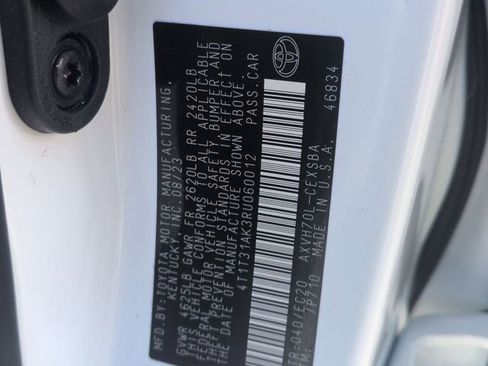 MFD.BY:TOYOTA MOTOR MANUFACTURING,
KENTUCKY, INC. 08/23
GVWR 4625LB GAWR FR 2620LB RR 2420LB
THIS VEHICLE CONFORMS TO ALL APPLICABLE
FEDERAL MOTOR VEHICLE SAFETY, BUMPER AND
THEFT PREVENTION STANDARDS IN EFFECT ON
THE DATE OF MANUFACTURE SHOWN ABOVE.
4T1T31AK3RU060012 PASS.CAR
TR:040/EC20 AXVH70L-CEXSBA
/P710 MADE IN U.S.A. 46834